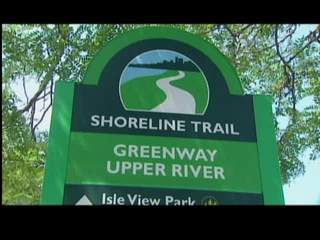 SHORELINE TRAIL
GREENWAY
UPPER RIVER
Isle View Park